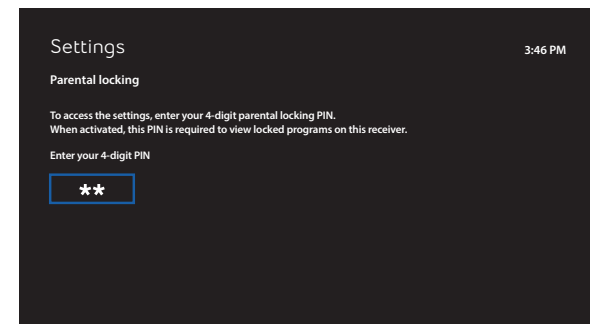 Settings
3:46 PM
Parental locking
To access the settings, enter your 4-digit parental locking PIN.
When activated, this PIN is required to view locked programs on this receiver.
Enter your 4-digit PIN
**